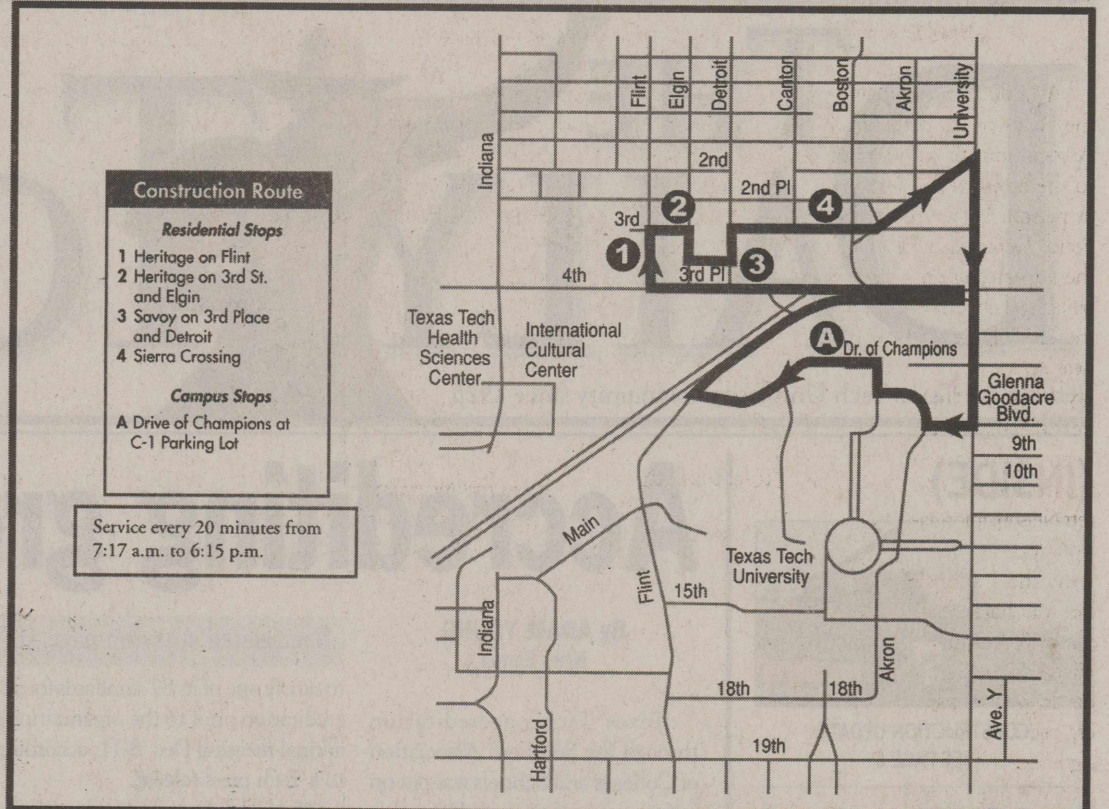 Construction Route
Residential Stops
1 Heritage on Flint
2 Heritage on 3rd St.
and Elgin
3 Savoy on 3rd Place
and Detroit
4 Sierra Crossing
Campus Stops
A Drive of Champions at
C-1 Parking Lot
Service every 20 minutes from
7:17 a.m. to 6:15 p.m.
Indiana
Flint
Elgin
Detroit
Canton
Boston
Akron
University
2nd
2nd Pl
3rd
2
4
1
3rd Pl
3
4th
Texas Tech
Health
Sciences
Center
International
Cultural
Center
A
Dr. of Champions
Glenna
Goodacre
Blvd.
9th
10th
Main
Flint
Texas Tech
University
15th
Indiana
Hartford
18th
18th
Akron
19th
Ave. Y